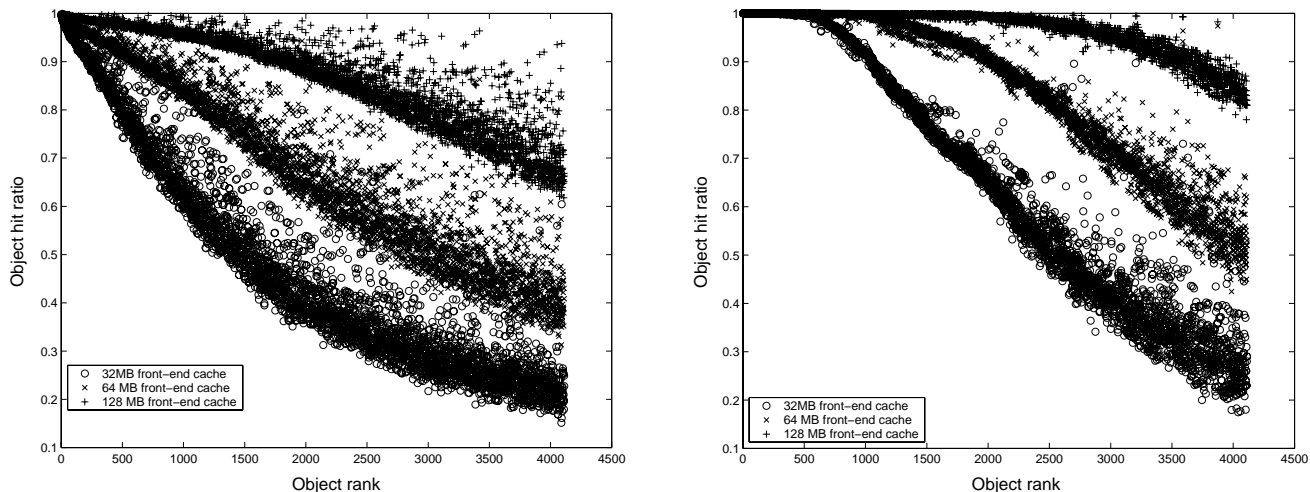 1
0.9
0.8
0.7
0.6
0.5
0.4
0.3
0.2
0.1
Object hit ratio
32MB front−end cache
64 MB front−end cache
128 MB front−end cache
0 500 1000 1500 2000 2500 3000 3500 4000 4500
Object rank
1
0.9
0.8
0.7
0.6
0.5
0.4
0.3
0.2
0.1
Object hit ratio
32MB front−end cache
64 MB front−end cache
128 MB front−end cache
0 500 1000 1500 2000 2500 3000 3500 4000 4500
Object rank